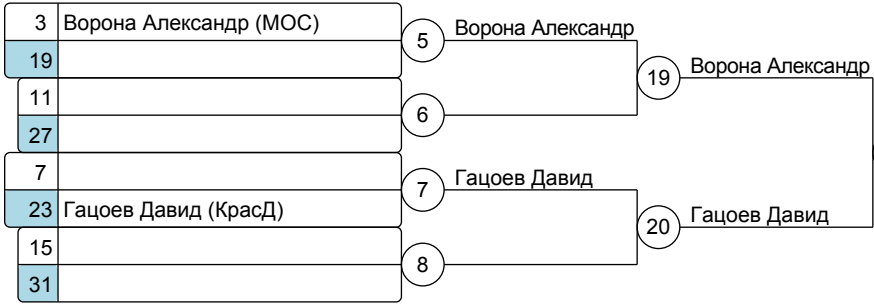 3 Ворона Александр (МОС)
19
11
27
7
23 Гацоев Давид (КрасД)
15
31
5 Ворона Александр
6
7 Гацоев Давид
8
19 Ворона Александр
20 Гацоев Давид